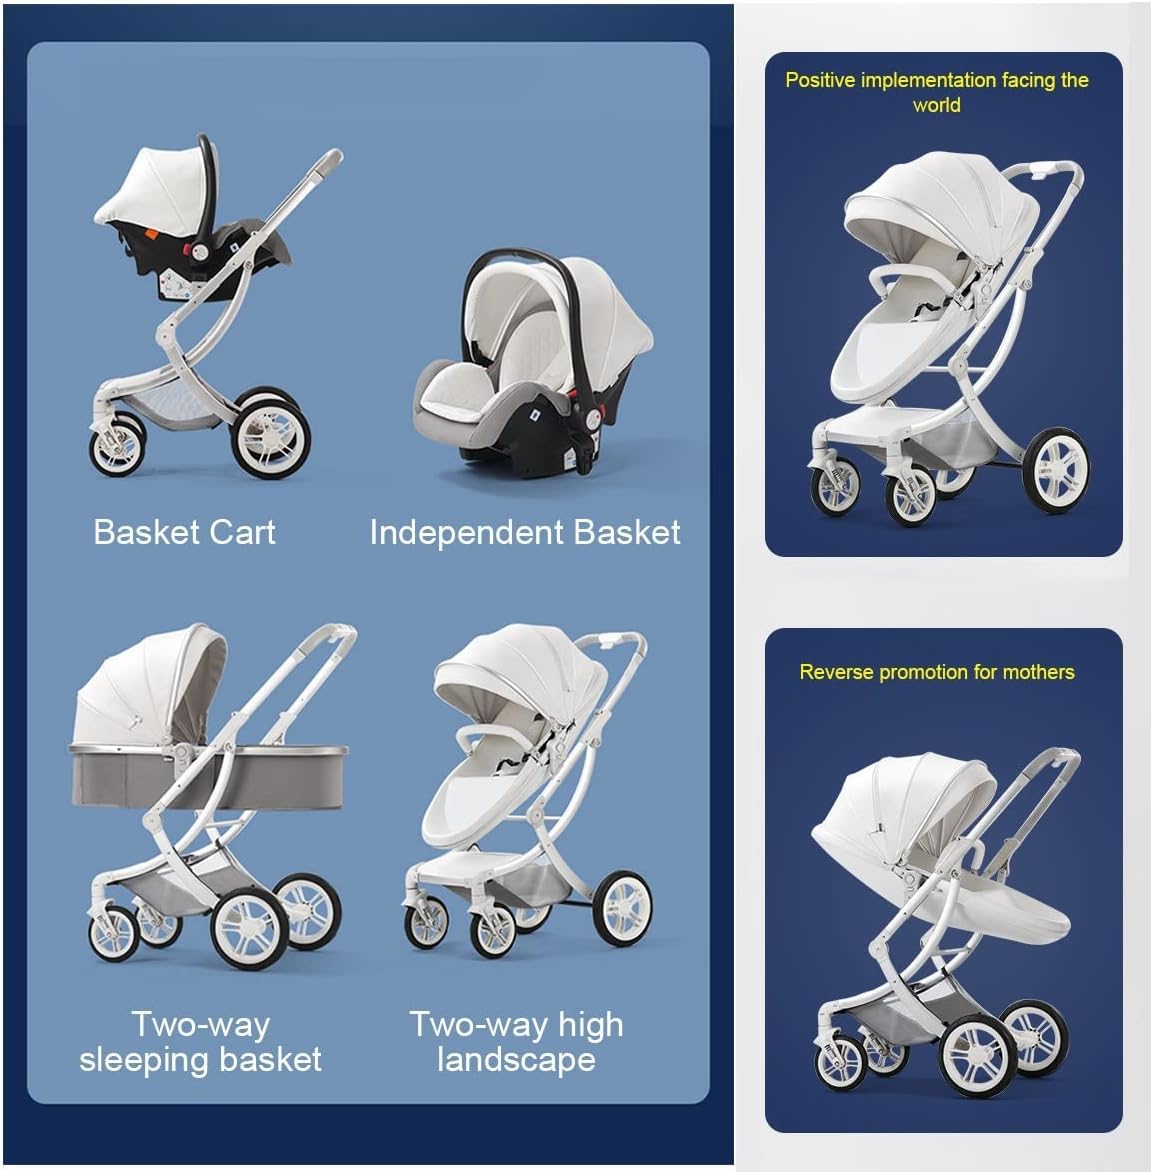 Basket Cart
Independent Basket
Two-way
sleeping basket
Two-way high
landscape
Positive implementation facing the
world
Reverse promotion for mothers